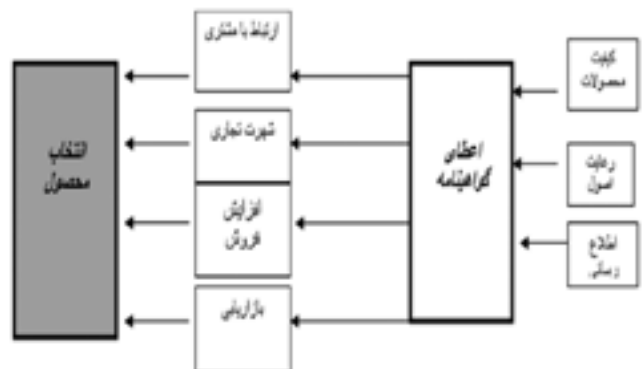 کیفیت
محصولات
رعایت
اصول
اطلاع
رسانی
اعطای
گواهینامه
ارتباط با مشتری
شهرت تجاری
افزایش
فروش
بازاریابی
انتخاب
محصول